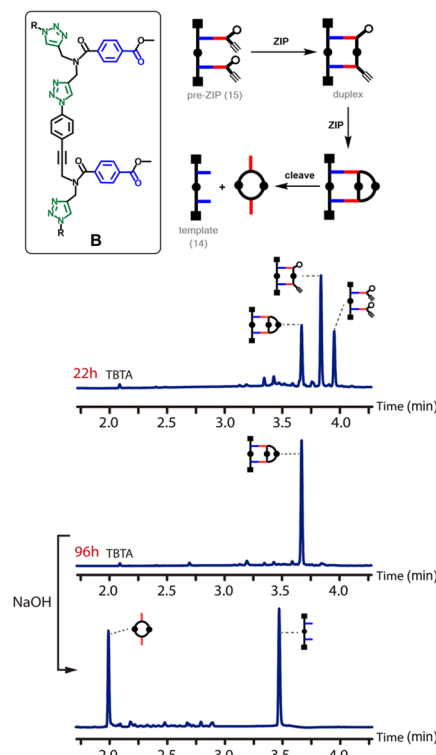 R
N
N
N
O
O
N
O
N
N
N
O
O
N
O
N
N
N
R
B
ZIP
pre-ZIP (15)
duplex
ZIP
cleave
+
template
(14)
22h TBTA
Time (min)
2.0 2.5 3.0 3.5 4.0
96h TBTA
Time (min)
2.0 2.5 3.0 3.5 4.0
NaOH
Time (min)
2.0 2.5 3.0 3.5 4.0